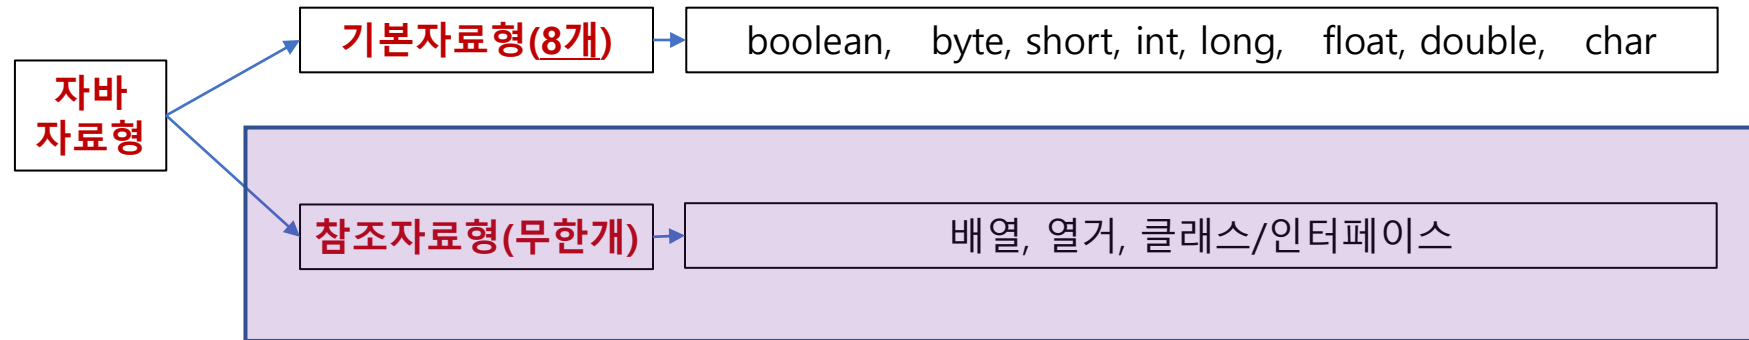 자바
자료형
기본자료형(8개)
boolean, byte, short, int, long, float, double, char
참조자료형(무한개)
배열, 열거, 클래스/인터페이스